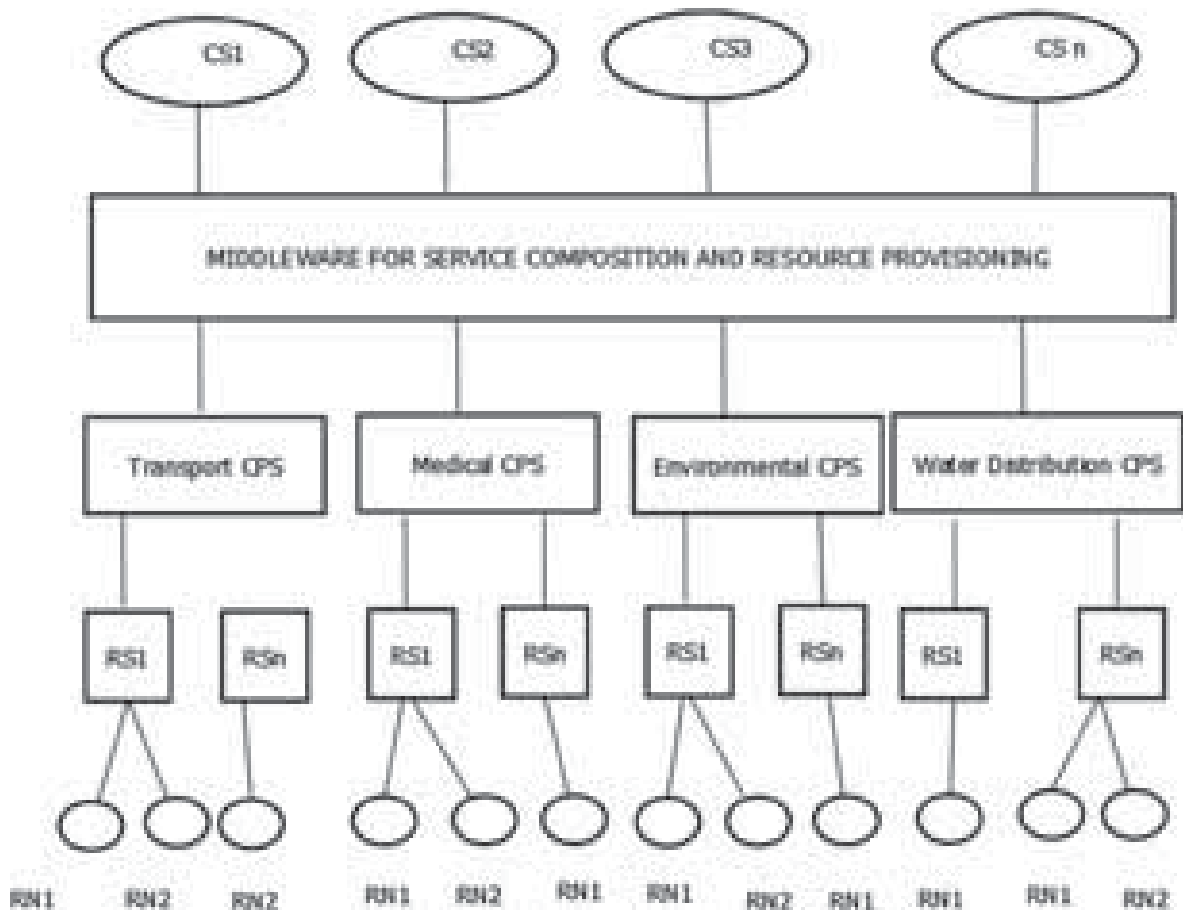 CS1 CS2 CS3 CS n
MIDDLEWARE FOR SERVICE COMPOSITION AND RESOURCE PROVISIONING
Transport CPS Medical CPS Environmental CPS Water Distribution CPS
RS1 RSn RS1 RSn RS1 RSn RS1 RSn
RN1 RN2 RN2 RN1 RN2 RN1 RN1 RN2 RN1 RN1 RN1 RN2